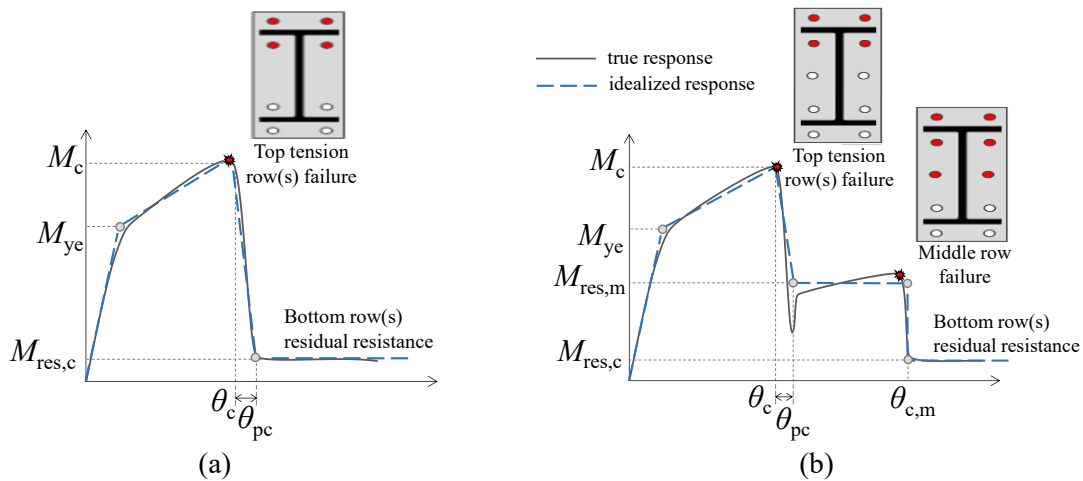 Top tension
row(s) failure
M_c
M_ye
M_res,c
Bottom row(s)
residual resistance
θ_c
θ_pc
(a)
true response
idealized response
Top tension
row(s) failure
Middle row
failure
M_c
M_ye
M_res,m
M_res,c
Bottom row(s)
residual resistance
θ_c
θ_pc
θ_c,m
(b)